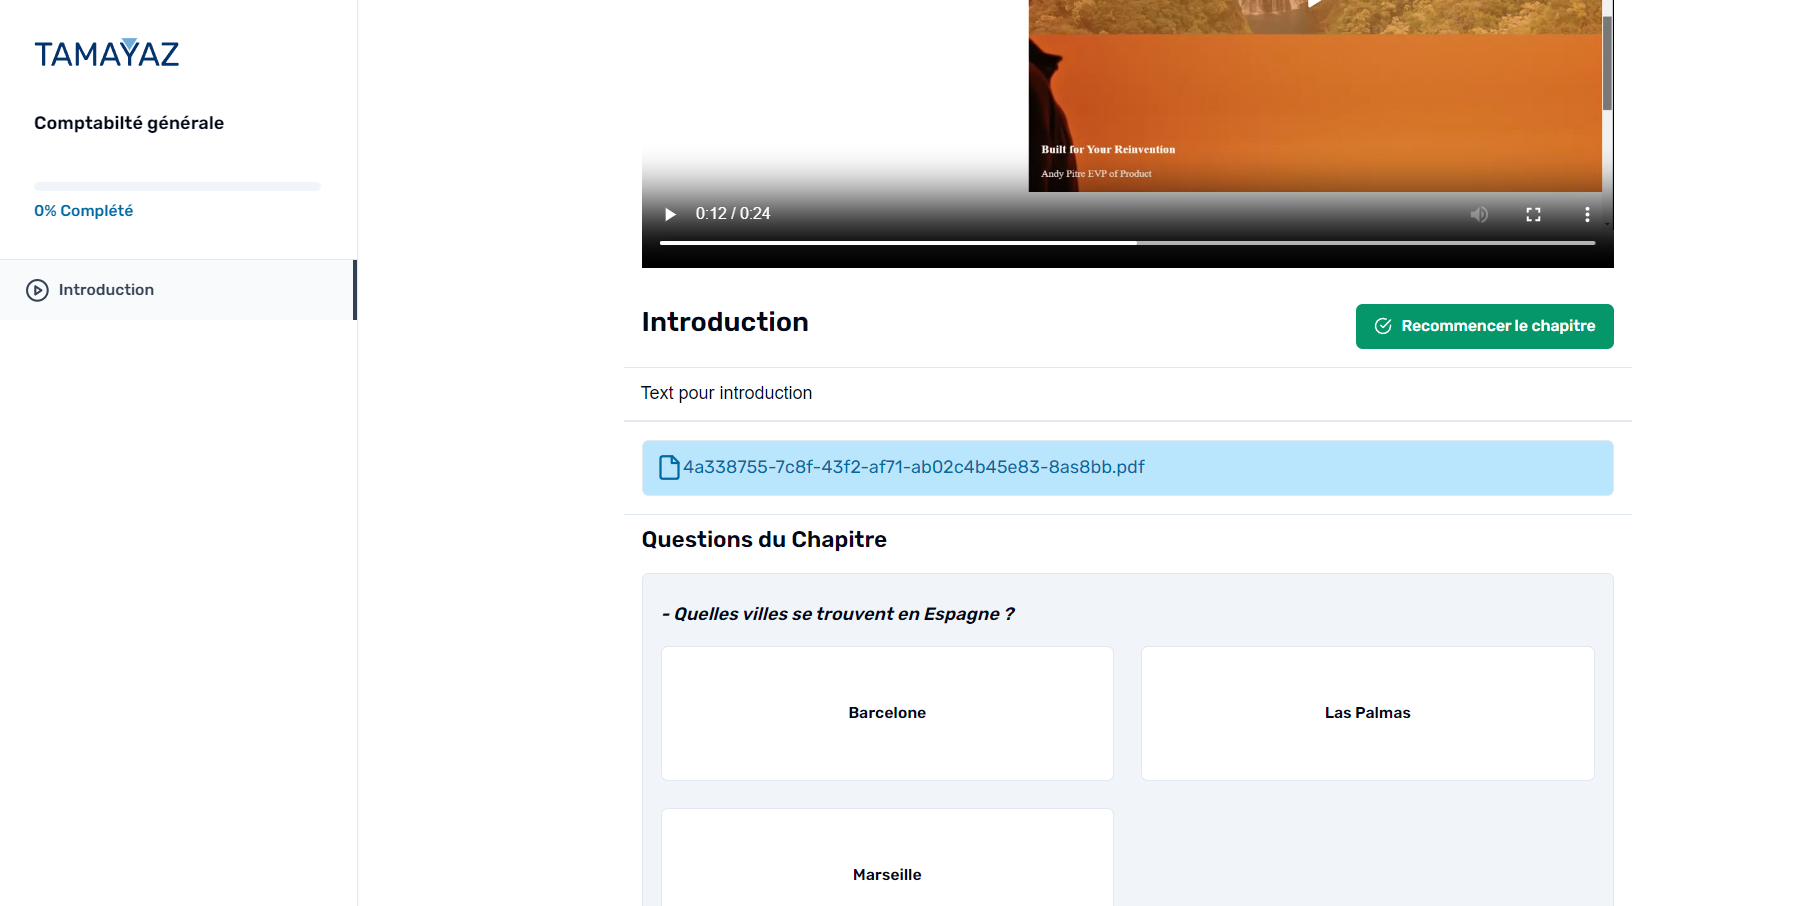 TAMAYAZ
Comptabilté générale
0% Complété
Introduction
Built for Your Reinvention
Andy Pitre EVP of Product
0:12 / 0:24
Introduction
Recommencer le chapitre
Text pour introduction
4a338755-7c8f-43f2-af71-ab02c4b45e83-8as8bb.pdf
Questions du Chapitre
- Quelles villes se trouvent en Espagne ?
Barcelone
Las Palmas
Marseille